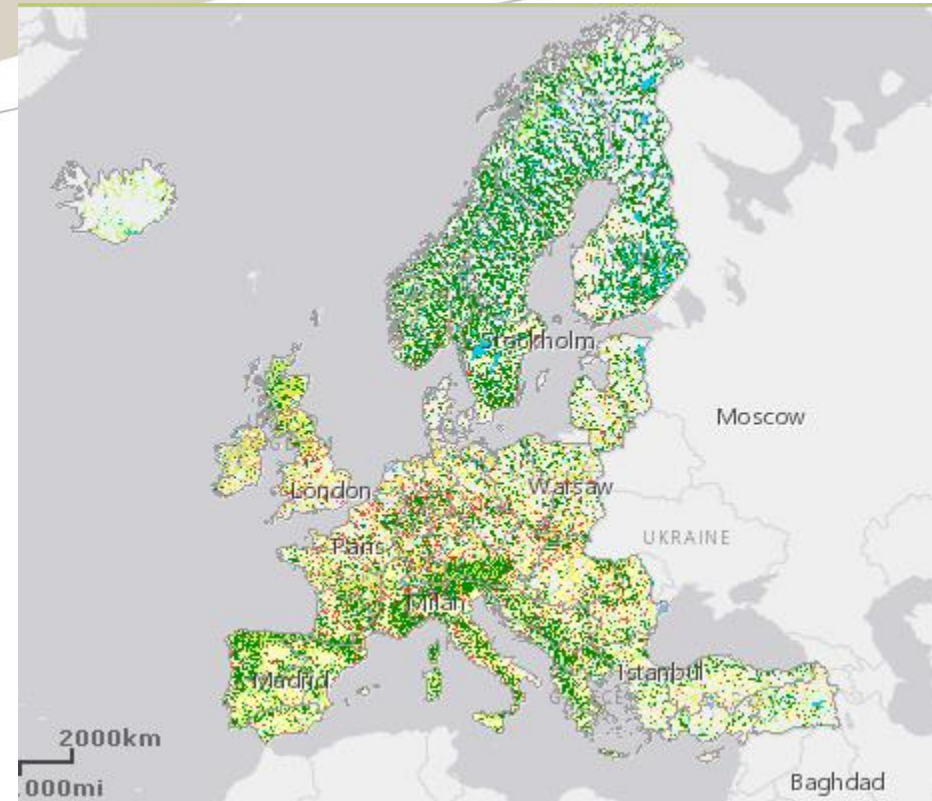 Stockholm
Moscow
London
Warsaw
UKRAINE
Paris
Milan
Istanbul
Madrid
2000km
000mi
Baghdad